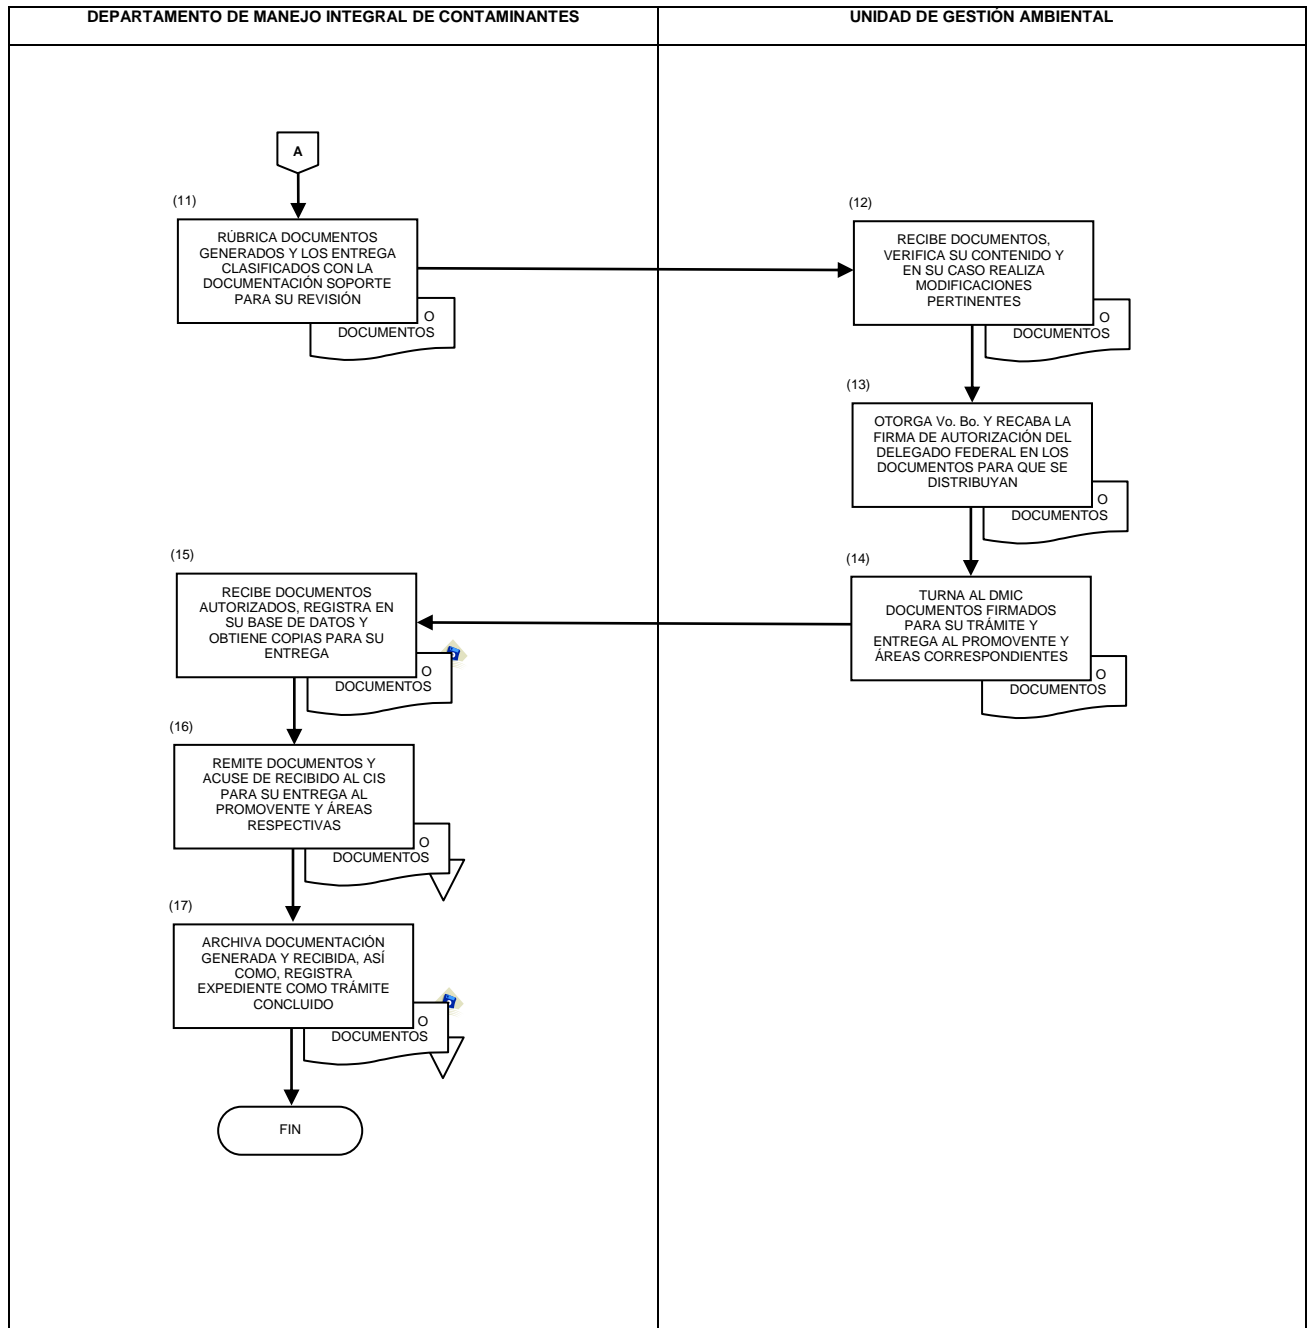 DEPARTAMENTO DE MANEJO INTEGRAL DE CONTAMINANTES
UNIDAD DE GESTIÓN AMBIENTAL
A
(11)
RÚBRICA DOCUMENTOS
GENERADOS Y LOS ENTREGA
CLASIFICADOS CON LA
DOCUMENTACIÓN SOPORTE
PARA SU REVISIÓN
O
DOCUMENTOS
(12)
RECIBE DOCUMENTOS,
VERIFICA SU CONTENIDO Y
EN SU CASO REALIZA
MODIFICACIONES
PERTINENTES
O
DOCUMENTOS
(13)
OTORGA Vo. Bo. Y RECABA LA
FIRMA DE AUTORIZACIÓN DEL
DELEGADO FEDERAL EN LOS
DOCUMENTOS PARA QUE SE
DISTRIBUYAN
O
DOCUMENTOS
(14)
TURNA AL DMIC
DOCUMENTOS FIRMADOS
PARA SU TRÁMITE Y
ENTREGA AL PROMOVENTE Y
ÁREAS CORRESPONDIENTES
O
DOCUMENTOS
(15)
RECIBE DOCUMENTOS
AUTORIZADOS, REGISTRA EN
SU BASE DE DATOS Y
OBTIENE COPIAS PARA SU
ENTREGA
O
DOCUMENTOS
(16)
REMITE DOCUMENTOS Y
ACUSE DE RECIBIDO AL CIS
PARA SU ENTREGA AL
PROMOVENTE Y ÁREAS
RESPECTIVAS
O
DOCUMENTOS
(17)
ARCHIVA DOCUMENTACIÓN
GENERADA Y RECIBIDA, ASÍ
COMO, REGISTRA
EXPEDIENTE COMO TRÁMITE
CONCLUIDO
O
DOCUMENTOS
FIN